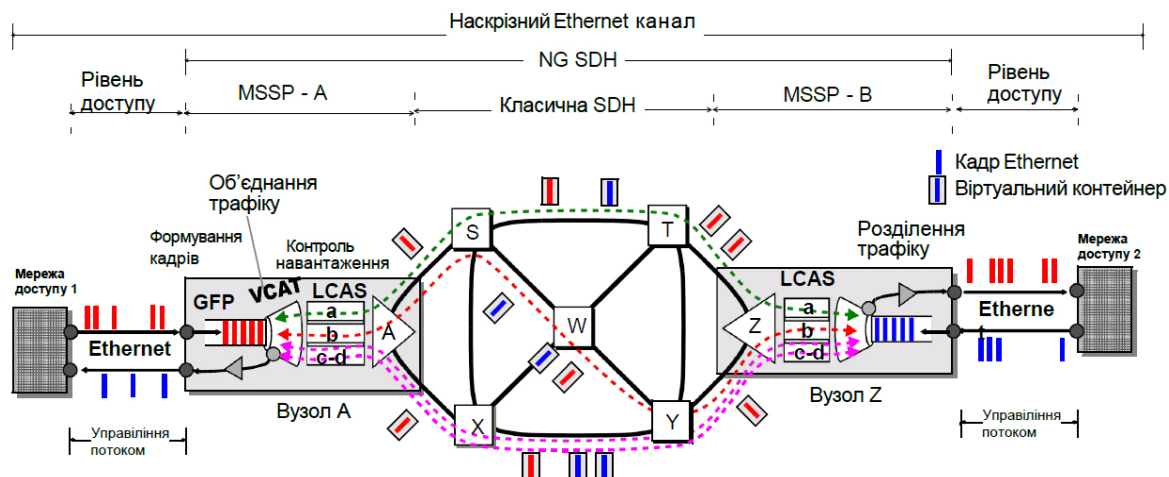 Наскрізний Ethernet канал
NG SDH
Рівень
доступу
MSSP - A
Класична SDH
MSSP - B
Рівень
доступу
Кадр Ethernet
Віртуальний контейнер
Об'єднання
трафіку
Формування
кадрів
Контроль
навантаження
Розділення
трафіку
Мережа
доступу 1
GFP
VCAT
LCAS
a
b
c-d
A
S
T
W
X
Y
Z
LCAS
a
b
c-d
Мережа
доступу 2
Ethernet
Etherne
t
Вузол А
Вузол Z
Управіління
потоком
Управіління
потоком